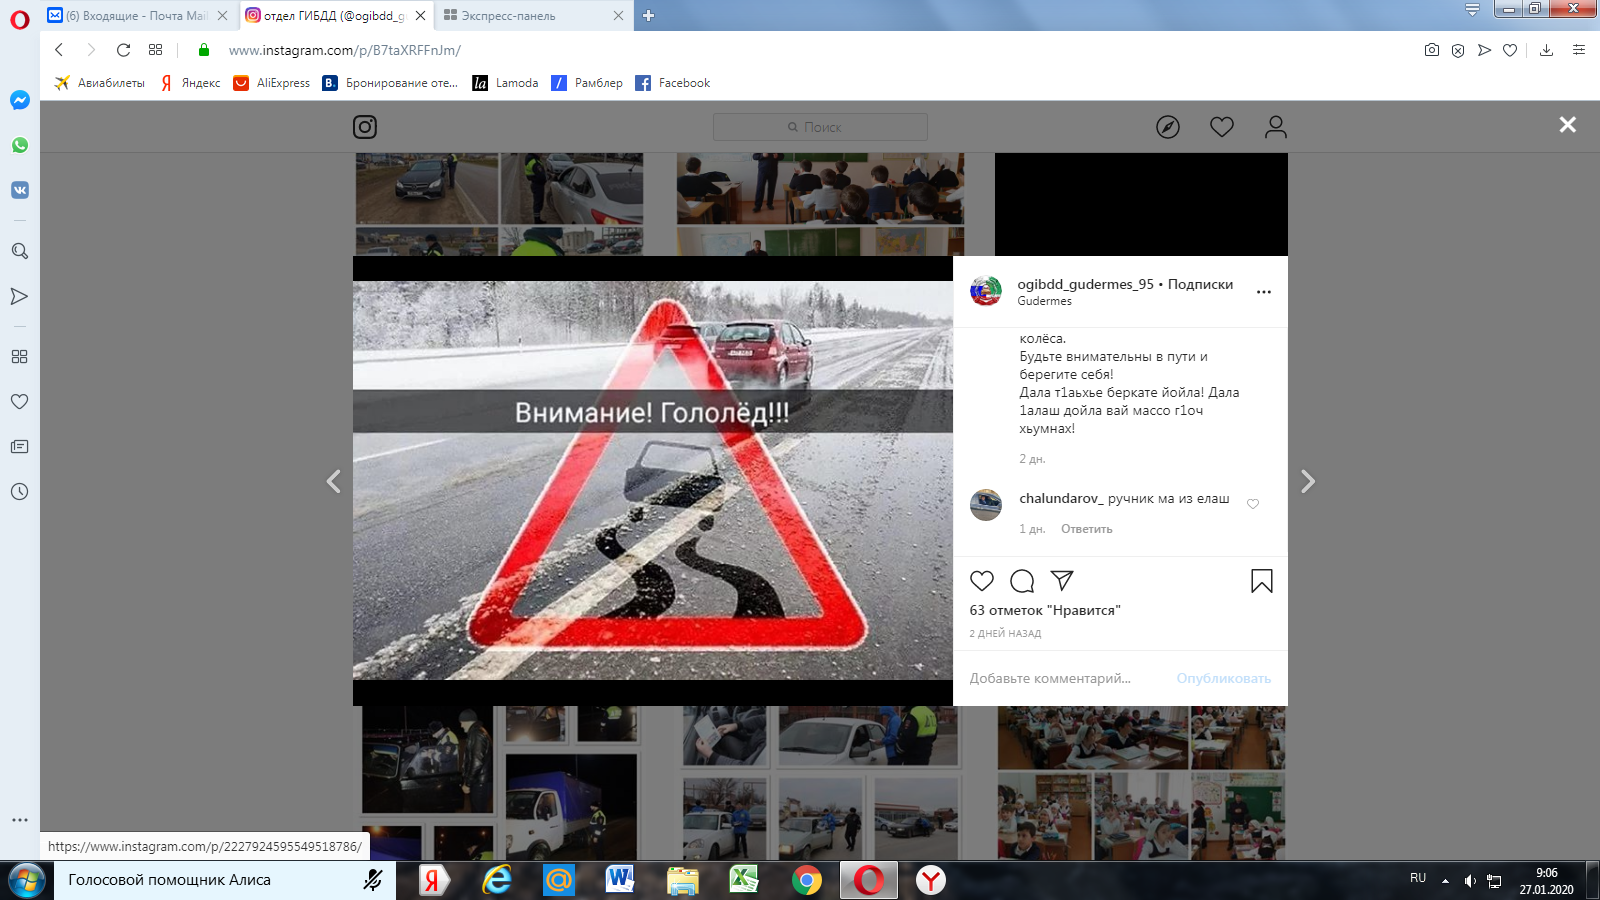 (6) Входящие - Почта Mai
отдел ГИБДД (@ogibdd_g
Экспресс-панель
www.instagram.com/p/B7taXRFFnJm/
Авиабилеты
Яндекс
AliExpress
Бронирование оте...
Lamoda
Рамблер
Facebook
Поиск
ogibdd_gudermes_95 • Подписки
Gudermes
колёса.
Будьте внимательны в пути и
берегите себя!
Дала т1аьхье беркате йойла! Дала
1алаш дойла вай массо г1оч
хьумнах!
2 дн.
Внимание! Гололёд!!!
chalundarov_ ручник ма из елаш
1 дн. Ответить
63 отметок "Нравится"
2 ДНЕЙ НАЗАД
Добавьте комментарий... Опубликовать
https://www.instagram.com/p/2227924595549518786/
Голосовой помощник Алиса
RU
9:06
27.01.2020